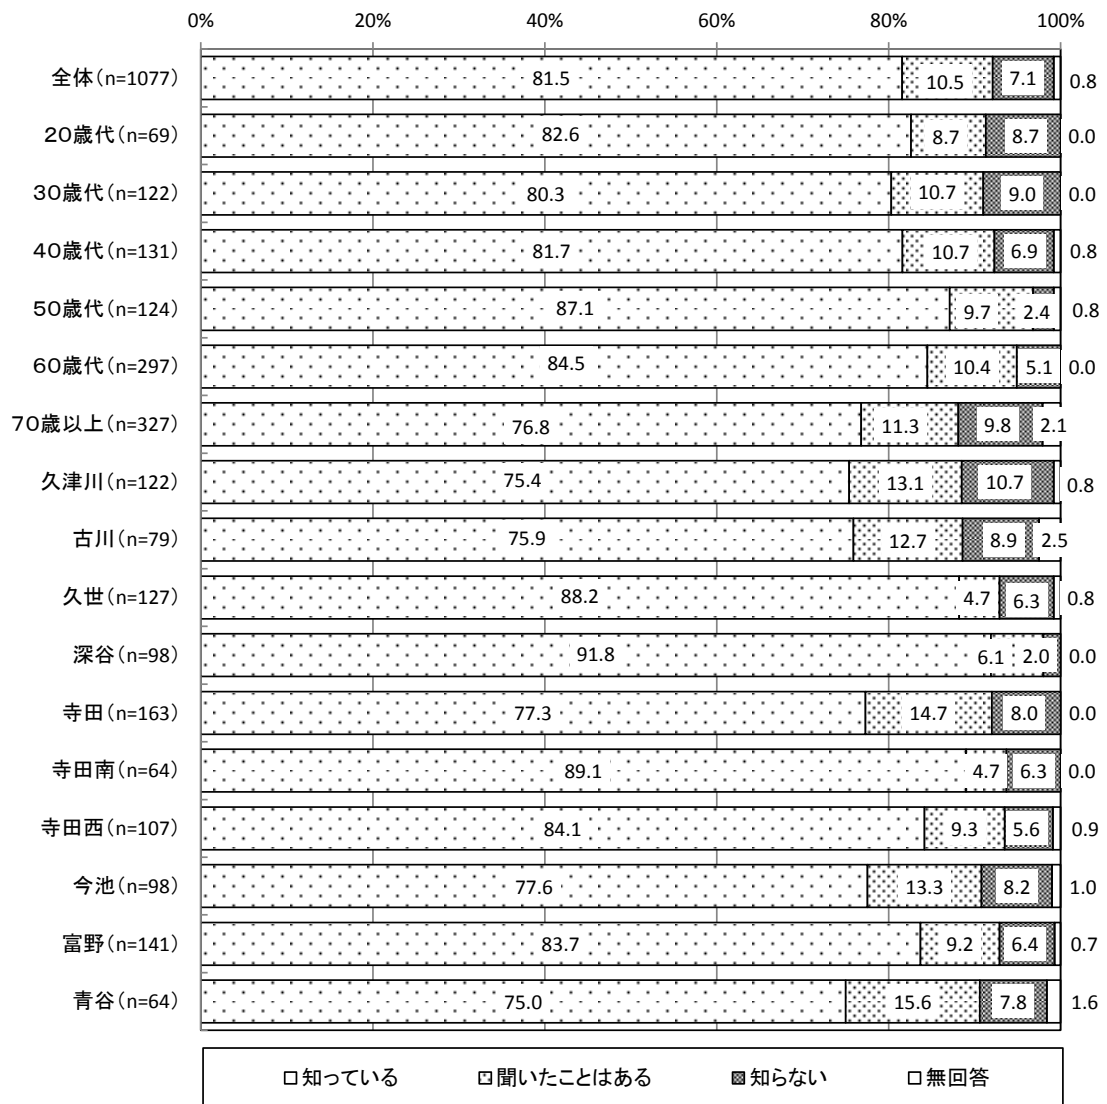 0% 20% 40% 60% 80% 100%
全体(n=1077) 81.5 10.5 7.1 0.8
20歳代(n=69) 82.6 8.7 8.7 0.0
30歳代(n=122) 80.3 10.7 9.0 0.0
40歳代(n=131) 81.7 10.7 6.9 0.8
50歳代(n=124) 87.1 9.7 2.4 0.8
60歳代(n=297) 84.5 10.4 5.1 0.0
70歳以上(n=327) 76.8 11.3 9.8 2.1
久津川(n=122) 75.4 13.1 10.7 0.8
古川(n=79) 75.9 12.7 8.9 2.5
久世(n=127) 88.2 4.7 6.3 0.8
深谷(n=98) 91.8 6.1 2.0 0.0
寺田(n=163) 77.3 14.7 8.0 0.0
寺田南(n=64) 89.1 4.7 6.3 0.0
寺田西(n=107) 84.1 9.3 5.6 0.9
今池(n=98) 77.6 13.3 8.2 1.0
富野(n=141) 83.7 9.2 6.4 0.7
青谷(n=64) 75.0 15.6 7.8 1.6
知っている 聞いたことはある 知らない 無回答